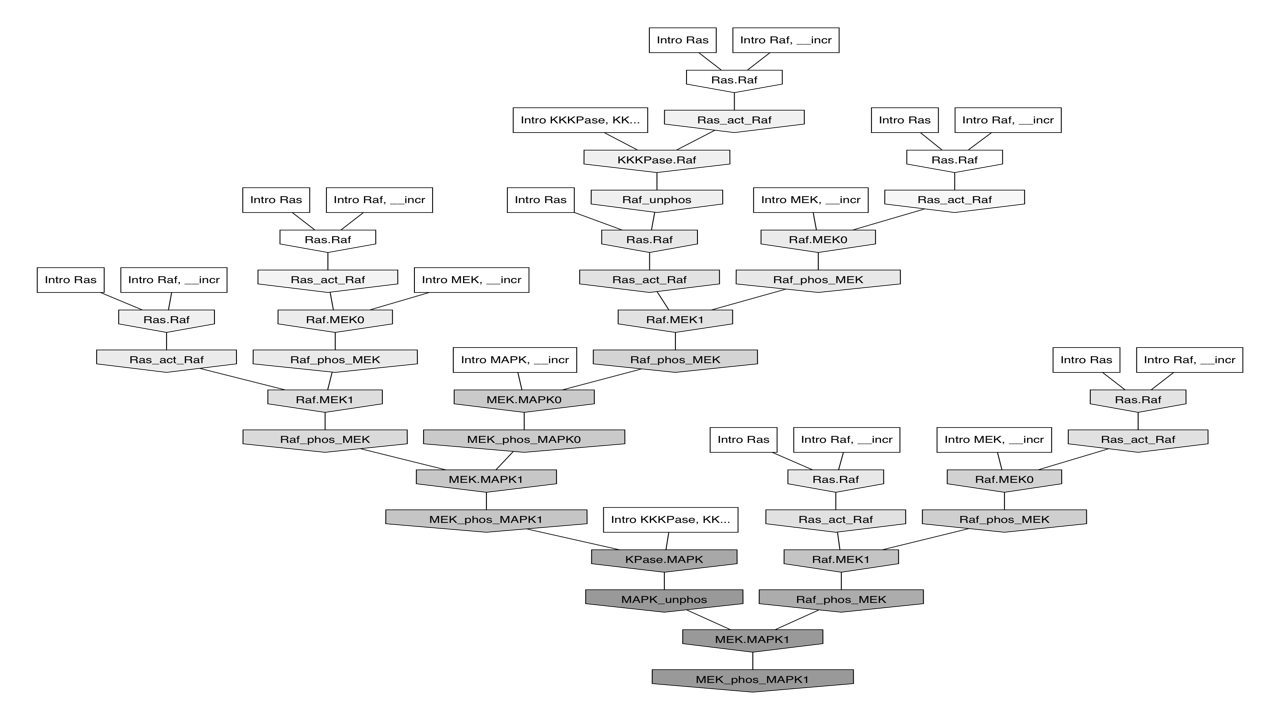 Intro Ras
Intro Raf, __incr
Ras.Raf
Intro KKKPase, KK...
Ras_act_Raf
Intro Ras
Intro Raf, __incr
KKKPase.Raf
Ras.Raf
Intro Ras
Intro Raf, __incr
Intro Ras
Raf_unphos
Intro MEK, __incr
Ras_act_Raf
Ras.Raf
Ras.Raf
Raf.MEK0
Intro Ras
Intro Raf, __incr
Ras_act_Raf
Intro MEK, __incr
Ras_act_Raf
Raf_phos_MEK
Ras.Raf
Raf.MEK0
Raf.MEK1
Ras_act_Raf
Raf_phos_MEK
Intro MAPK, __incr
Raf_phos_MEK
Intro Ras
Intro Raf, __incr
Raf.MEK1
MEK.MAPK0
Ras.Raf
Raf_phos_MEK
MEK_phos_MAPK0
Intro Ras
Intro Raf, __incr
Intro MEK, __incr
Ras_act_Raf
MEK.MAPK1
Ras.Raf
Raf.MEK0
MEK_phos_MAPK1
Intro KKKPase, KK...
Ras_act_Raf
Raf_phos_MEK
KPase.MAPK
Raf.MEK1
MAPK_unphos
Raf_phos_MEK
MEK.MAPK1
MEK_phos_MAPK1